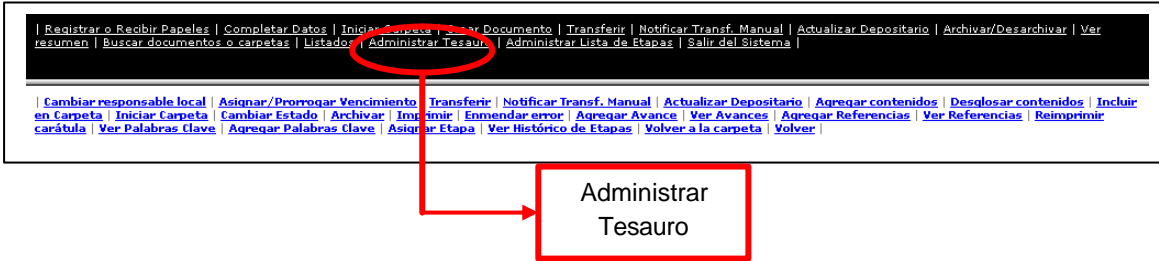 | Registrar o Recibir Papeles | Completar Datos | Iniciar Carpeta | Crear Documento | Transferir | Notificar Transf. Manual | Actualizar Depositario | Archivar/Desarchivar | Ver
resumen | Buscar documentos o carpetas | Listados | Administrar Tesauro | Administrar Lista de Etapas | Salir del Sistema |
| Cambiar responsable local | Asignar/Prorrogar Vencimiento | Transferir | Notificar Transf. Manual | Actualizar Depositario | Agregar contenidos | Desglosar contenidos | Incluir
en Carpeta | Iniciar Carpeta | Cambiar Estado | Archivar | Imprimir | Enmendar error | Agregar Avance | Ver Avances | Agregar Referencias | Ver Referencias | Reimprimir
carátula | Ver Palabras Clave | Agregar Palabras Clave | Asignar Etapa | Ver Histórico de Etapas | Volver a la carpeta | Volver |
Administrar
Tesauro